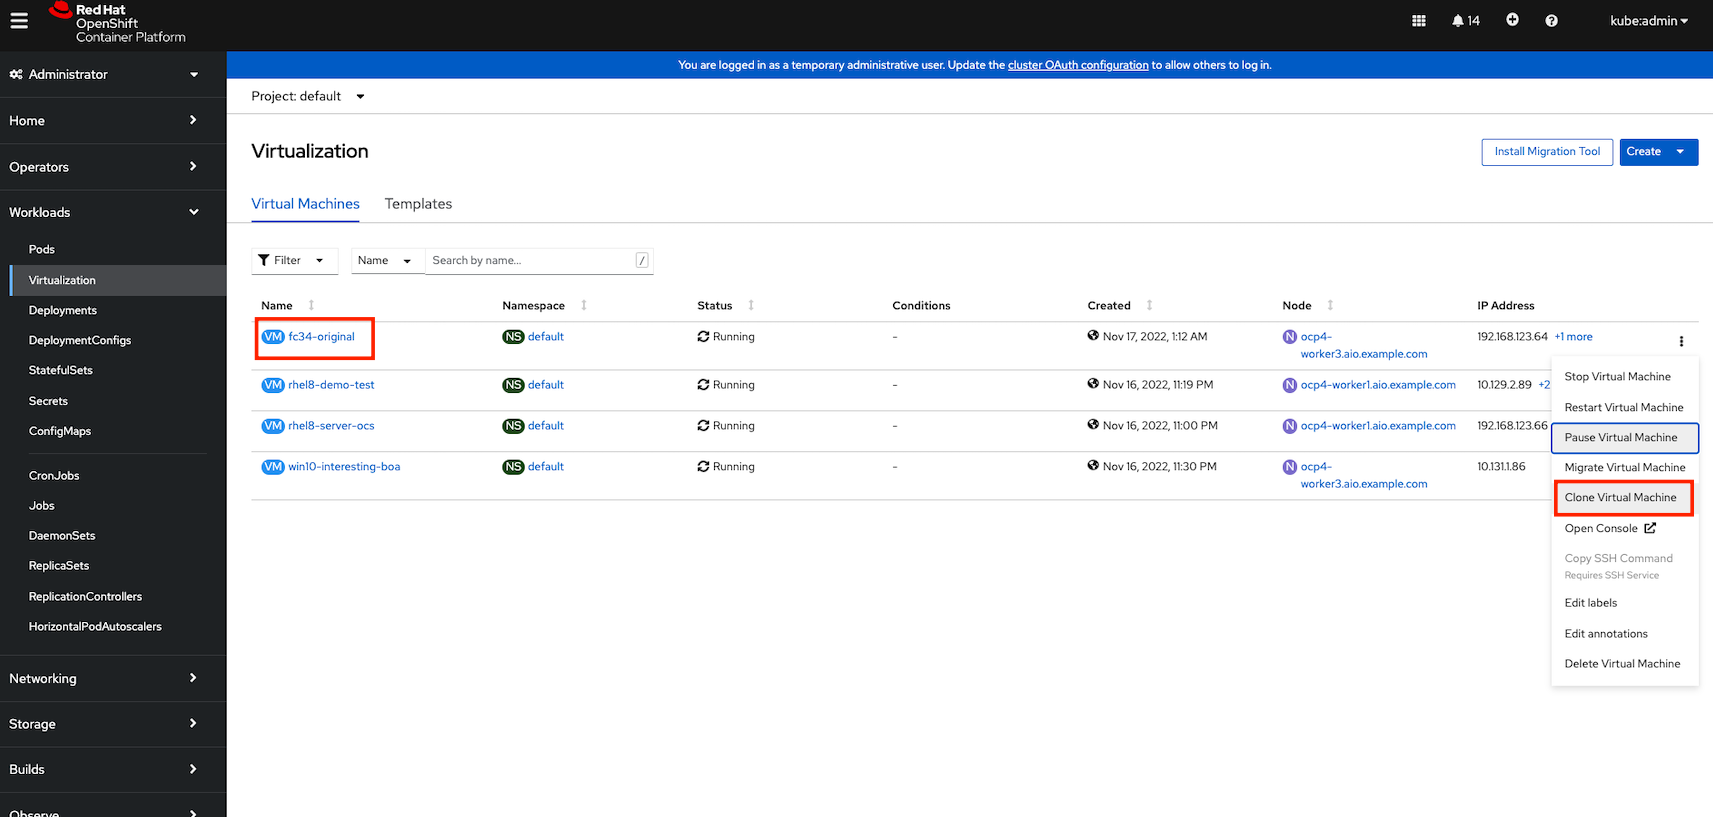 Red Hat
OpenShift
Container Platform
14
kube:admin
Administrator
You are logged in as a temporary administrative user. Update the cluster OAuth configuration to allow others to log in.
Project: default
Home
Operators
Workloads
Pods
Virtualization
Deployments
DeploymentConfigs
StatefulSets
Secrets
ConfigMaps
CronJobs
Jobs
DaemonSets
ReplicaSets
ReplicationControllers
HorizontalPodAutoscalers
Networking
Storage
Builds
Observe
Virtualization
Install Migration Tool
Create
Virtual Machines Templates
Filter Name Search by name... /
Name Namespace Status Conditions Created Node IP Address
VM fc34-original NS default Running - Nov 17, 2022, 1:12 AM N ocp4-worker3.aio.example.com 192.168.123.64 +1 more
VM rhel8-demo-test NS default Running - Nov 16, 2022, 11:19 PM N ocp4-worker1.aio.example.com 10.129.2.89 +2
VM rhel8-server-ocs NS default Running - Nov 16, 2022, 11:00 PM N ocp4-worker1.aio.example.com 192.168.123.66
VM win10-interesting-boa NS default Running - Nov 16, 2022, 11:30 PM N ocp4-worker3.aio.example.com 10.131.1.86
Stop Virtual Machine
Restart Virtual Machine
Pause Virtual Machine
Migrate Virtual Machine
Clone Virtual Machine
Open Console
Copy SSH Command
Requires SSH Service
Edit labels
Edit annotations
Delete Virtual Machine